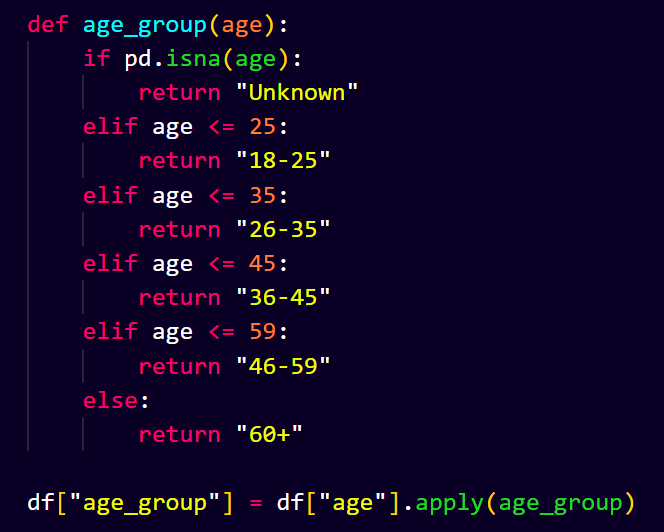 def age_group(age):
    if pd.isna(age):
        return "Unknown"
    elif age <= 25:
        return "18-25"
    elif age <= 35:
        return "26-35"
    elif age <= 45:
        return "36-45"
    elif age <= 59:
        return "46-59"
    else:
        return "60+"

df["age_group"] = df["age"].apply(age_group)